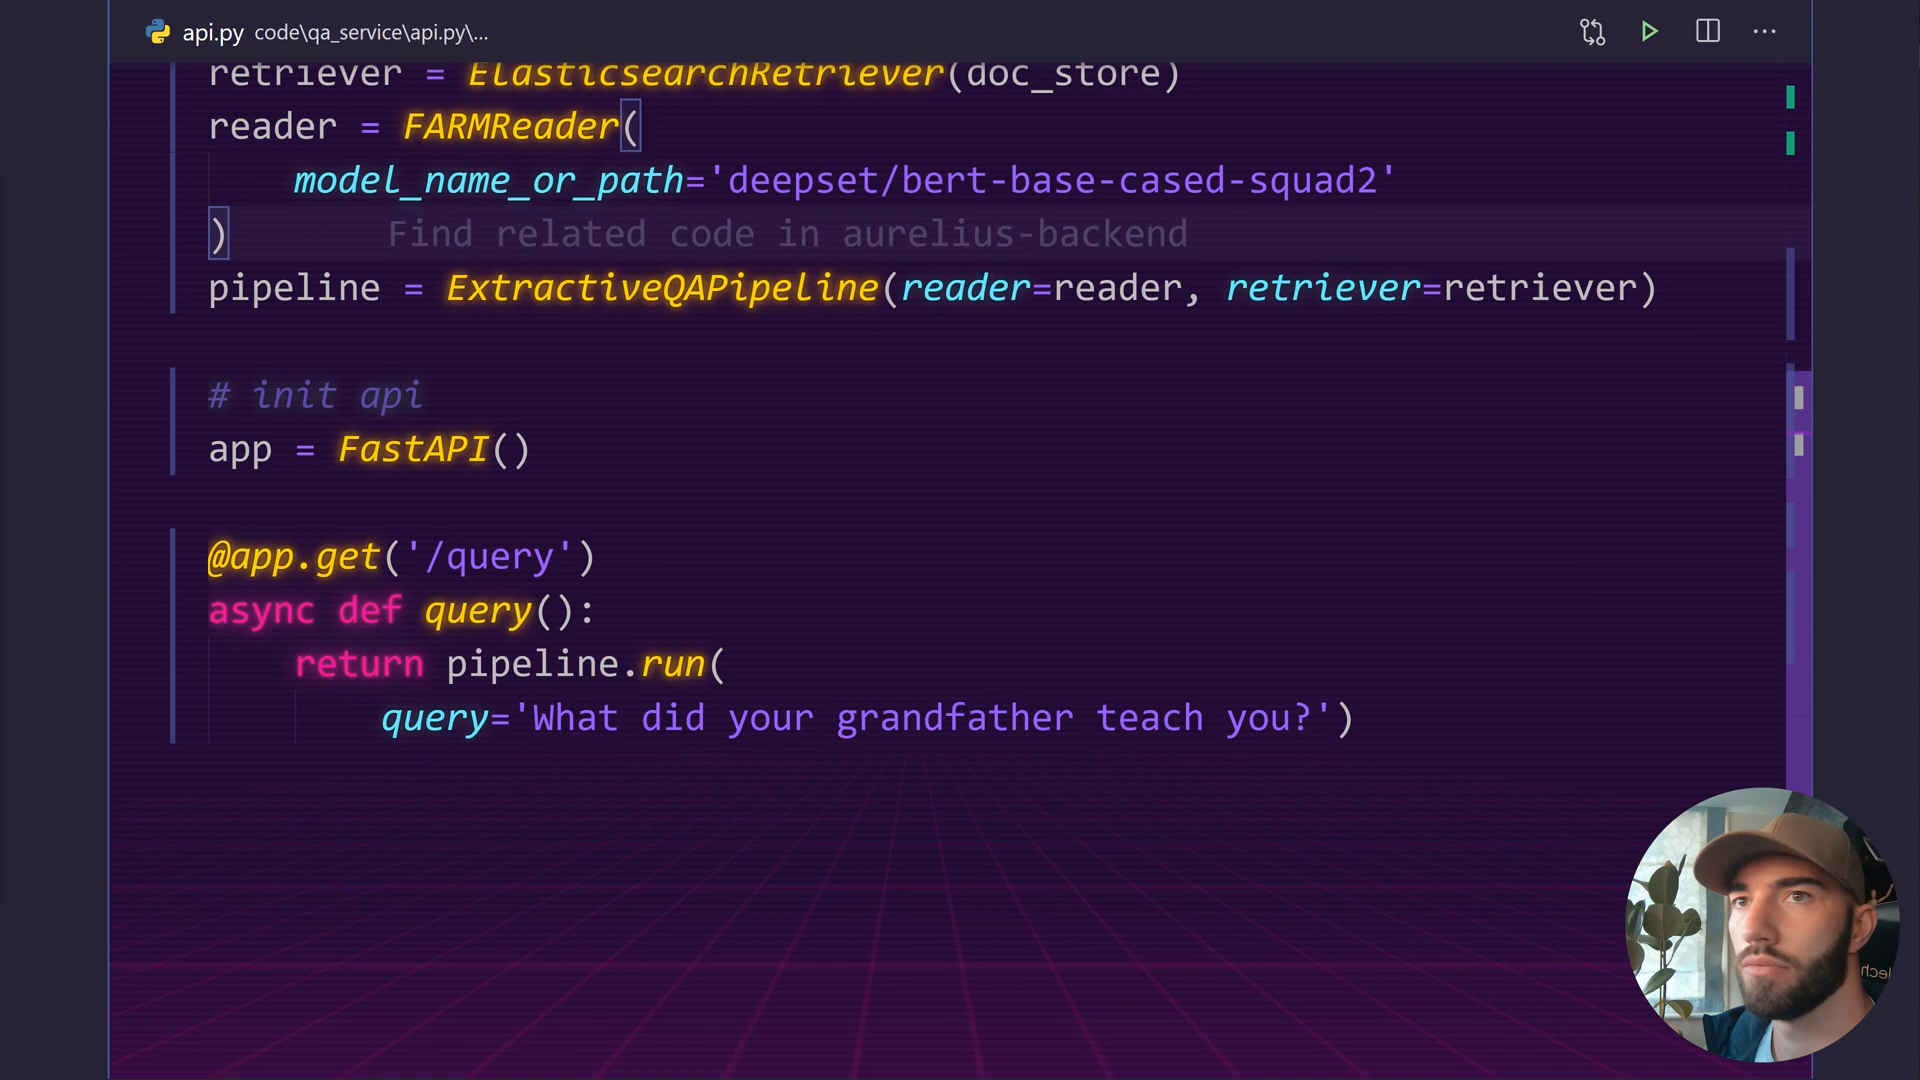 api.py code\qa_service\api.py\...
retriever = ElasticsearchRetriever(doc_store)
reader = FARMReader(
model_name_or_path='deepset/bert-base-cased-squad2'
) Find related code in aurelius-backend
pipeline = ExtractiveQAPipeline(reader=reader, retriever=retriever)
# init api
app = FastAPI()
@app.get('/query')
async def query():
return pipeline.run(
query='What did your grandfather teach you?')